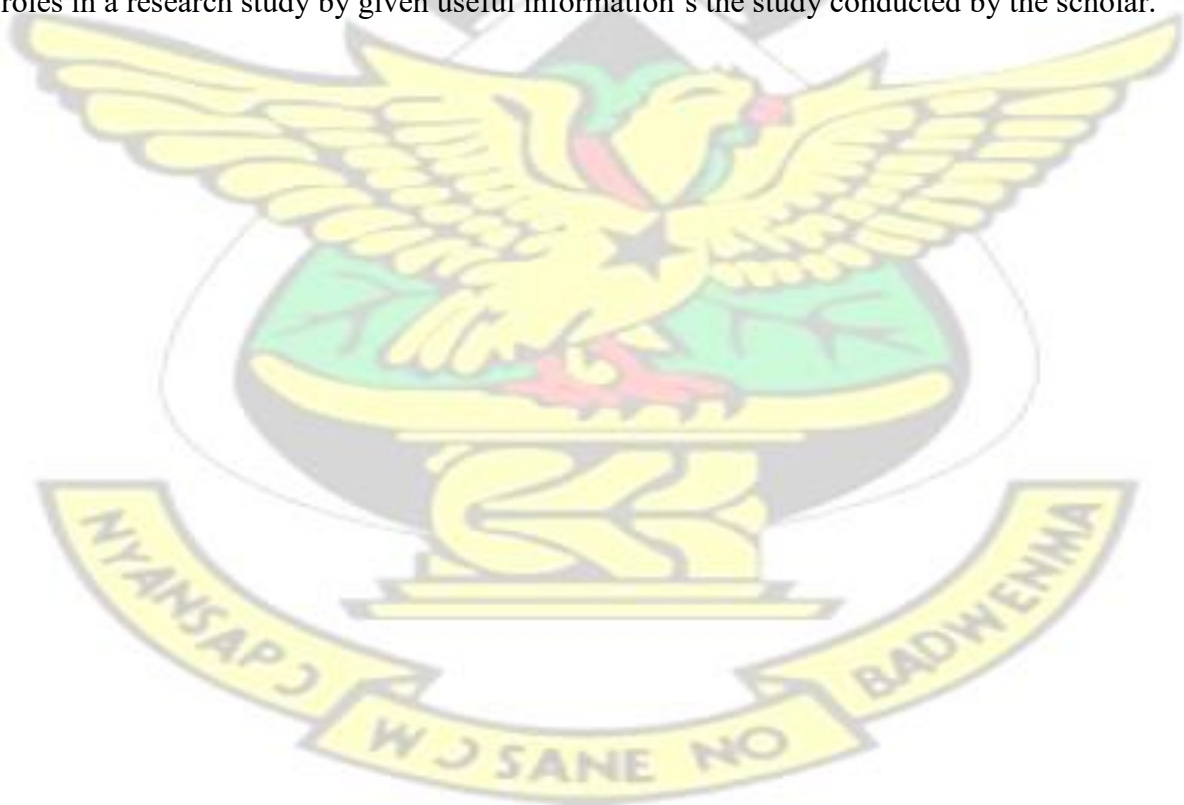 roles in a research study by given useful information's the study conducted by the scholar.
NYANSAPƆ
WƆSANE NO
BADWENMA